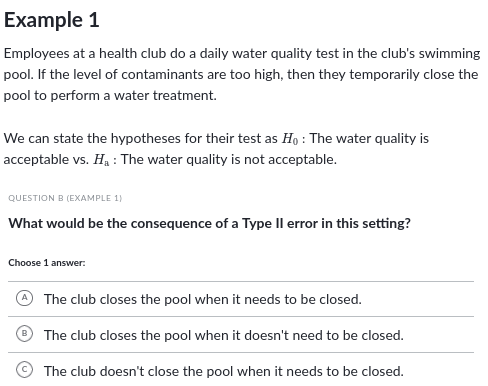 Example 1
Employees at a health club do a daily water quality test in the club's swimming
pool. If the level of contaminants are too high, then they temporarily close the
pool to perform a water treatment.
We can state the hypotheses for their test as H₀ : The water quality is
acceptable vs. Hₐ : The water quality is not acceptable.
QUESTION B (EXAMPLE 1)
What would be the consequence of a Type II error in this setting?
Choose 1 answer:
A The club closes the pool when it needs to be closed.
B The club closes the pool when it doesn't need to be closed.
C The club doesn't close the pool when it needs to be closed.